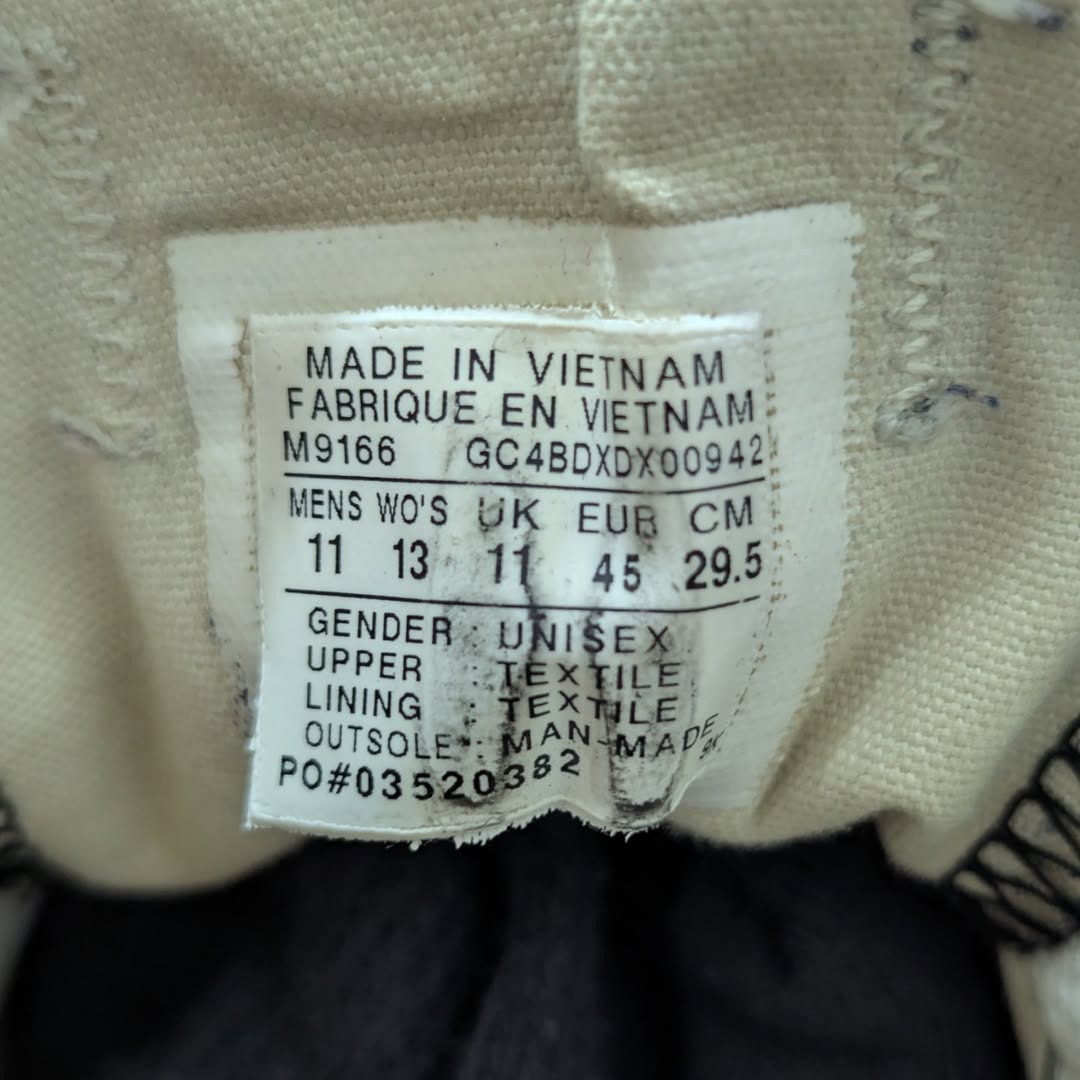 MADE IN VIETNAM
FABRIQUE EN VIETNAM
M9166 GC4BDXDX00942
MENS WO'S UK EUR CM
11 13 11 45 29.5
GENDER : UNISEX
UPPER : TEXTILE
LINING : TEXTILE
OUTSOLE : MAN-MADE
PO#03520382